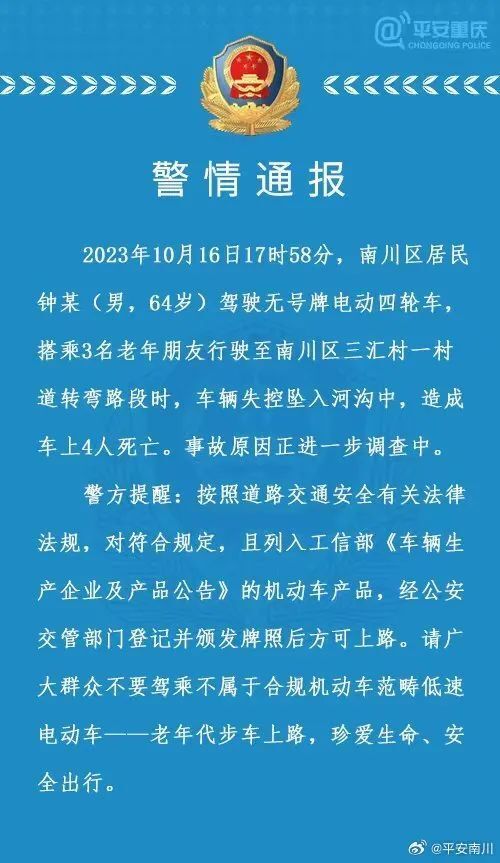 @平安重庆
CHONGQING POLICE
警情通报
2023年10月16日17时58分，南川区居民
钟某（男，64岁）驾驶无号牌电动四轮车，
搭乘3名老年朋友行驶至南川区三汇村一村
道转弯路段时，车辆失控坠入河沟中，造成
车上4人死亡。事故原因正进一步调查中。
警方提醒：按照道路交通安全有关法律
法规，对符合规定，且列入工信部《车辆生
产企业及产品公告》的机动车产品，经公安
交管部门登记并颁发牌照后方可上路。请广
大群众不要驾乘不属于合规机动车范畴低速
电动车——老年代步车上路，珍爱生命、安
全出行。
@平安南川